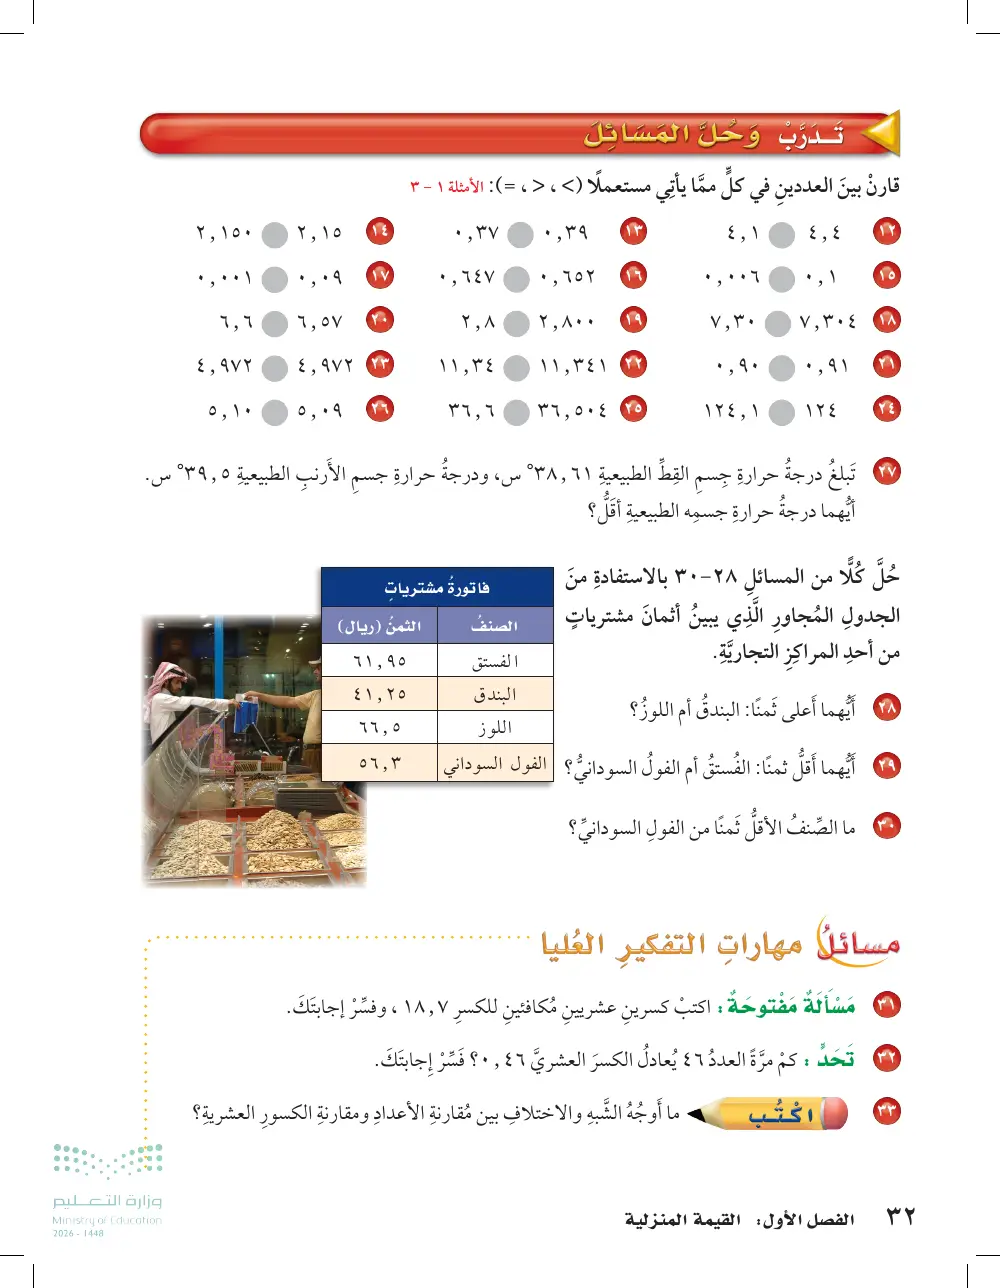 تَـدَرَّبْ وَحُلَّ المَسَائِلَ
قارنْ بينَ العددينِ في كلٍّ ممَّا يأتِي مستعملًا (> ، < ، =): الأمثلة ١ - ٣
١٢ ٤,٤ ٤,١ ١٣ ٠,٣٩ ٠,٣٧ ١٤ ٢,١٥ ٢,١٥٠
١٥ ٠,١ ٠,٠٠٦ ١٦ ٠,٦٥٢ ٠,٦٤٧ ١٧ ٠,٠٩ ٠,٠٠١
١٨ ٧,٣٠٤ ٧,٣٠ ١٩ ٢,٨٠٠ ٢,٨ ٢٠ ٦,٥٧ ٦,٦
٢١ ٠,٩١ ٠,٩٠ ٢٢ ١١,٣٤١ ١١,٣٤ ٢٣ ٤,٩٧٢ ٤,٩٧٢
٢٤ ١٢٤ ١٢٤,١ ٢٥ ٣٦,٥٠٤ ٣٦,٦ ٢٦ ٥,٠٩ ٥,١٠
٢٧ تَبلغُ درجةُ حرارةِ جِسمِ القِطِّ الطبيعيةِ ٣٨,٦١° س، ودرجةُ حرارةِ جسمِ الأَرنبِ الطبيعيةِ ٣٩,٥° س.
أيُّهما درجةُ حرارةِ جسمِه الطبيعيةِ أقَلُّ؟
حُلَّ كُلًّا من المسائلِ ٢٨-٣٠ بالاستفادةِ منَ
الجدولِ المُجاورِ الَّذِي يبينُ أثمانَ مشترياتٍ
من أحدِ المراكِزِ التجاريَّةِ.
فاتورةُ مشترياتِ
الصنفُ الثمنُ (ريال)
الفستق ٦١,٩٥
البندق ٤١,٢٥
اللوز ٦٦,٥
الفول السوداني ٥٦,٣
٢٨ أَيُّهما أَعلى ثَمنًا: البندقُ أم اللوزُ؟
٢٩ أَيُّهما أَقلُّ ثمنًا: الفُستقُ أم الفولُ السودانيُّ؟
٣٠ ما الصِّنفُ الأقلُّ ثَمنًا من الفولِ السودانيِّ؟
مسائلُ مهاراتِ التفكيرِ العُليا
٣١ مَسْأَلَةٌ مَفْتوحَةٌ: اكتبْ كسرينِ عشريينِ مُكافئينِ للكسرِ ١٨,٧ ، وفسِّرْ إجابتَكَ.
٣٢ تَحَدٍّ: كمْ مرَّةً العددُ ٤٦ يُعادلُ الكسرَ العشريَّ ٠,٤٦؟ فَسِّرْ إِجابتَكَ.
٣٣ اكْتُبْ ما أَوجُهُ الشَّبهِ والاختلافِ بين مُقارنةِ الأعدادِ ومقارنةِ الكسورِ العشريةِ؟
وزارة التعـــليم
Ministry of Education
2026 - 1448
٣٢ الفصل الأول: القيمة المنزلية